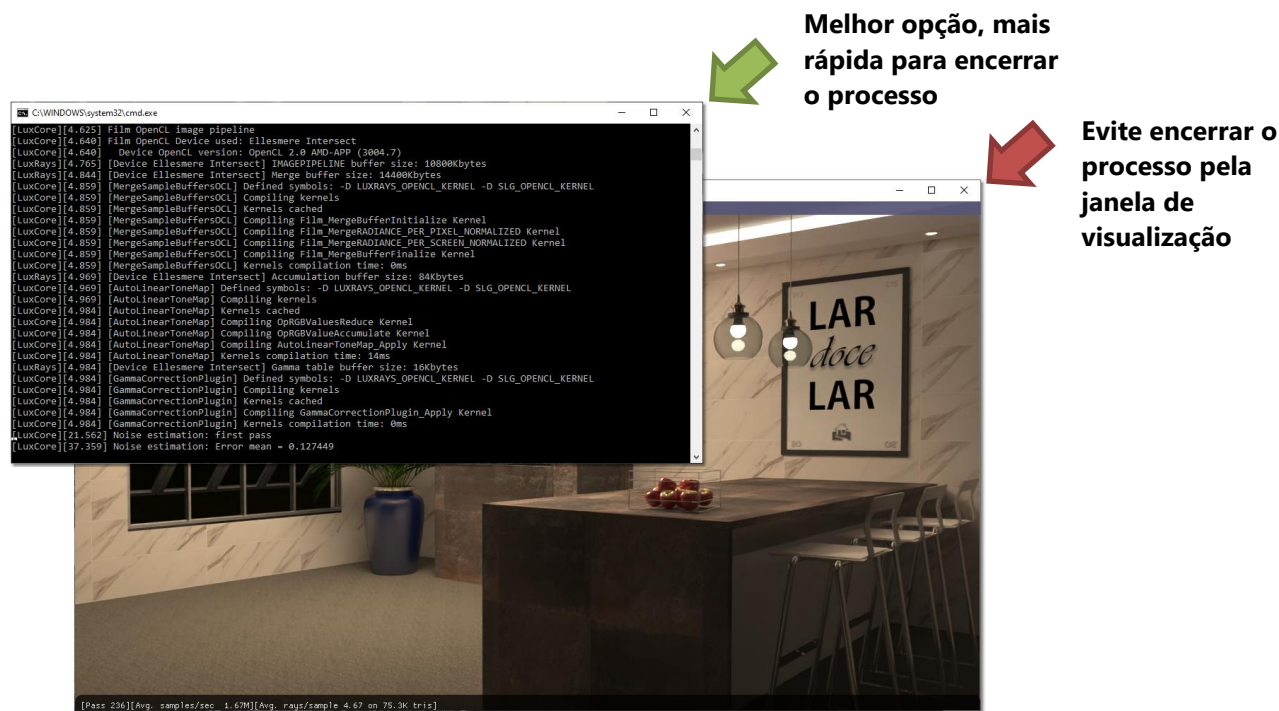 Melhor opção, mais
rápida para encerrar
o processo
Evite encerrar o
processo pela
janela de
visualização
C:\WINDOWS\system32\cmd.exe
[LuxCore][4.625] Film OpenCL image pipeline
[LuxCore][4.640] Film OpenCL Device used: Ellesmere Intersect
[LuxCore][4.640]   Device OpenCL version: OpenCL 2.0 AMD-APP (3004.7)
[LuxRays][4.765] [Device Ellesmere Intersect] IMAGEPIPELINE buffer size: 10800Kbytes
[LuxRays][4.844] [Device Ellesmere Intersect] Merge buffer size: 14400Kbytes
[LuxCore][4.859] [MergeSampleBuffersOCL] Defined symbols: -D LUXRAYS_OPENCL_KERNEL -D SLG_OPENCL_KERNEL
[LuxCore][4.859] [MergeSampleBuffersOCL] Compiling kernels
[LuxCore][4.859] [MergeSampleBuffersOCL] Kernels cached
[LuxCore][4.859] [MergeSampleBuffersOCL] Compiling Film_MergeBufferInitialize Kernel
[LuxCore][4.859] [MergeSampleBuffersOCL] Compiling Film_MergeRADIANCE_PER_PIXEL_NORMALIZED Kernel
[LuxCore][4.859] [MergeSampleBuffersOCL] Compiling Film_MergeRADIANCE_PER_SCREEN_NORMALIZED Kernel
[LuxCore][4.859] [MergeSampleBuffersOCL] Compiling Film_MergeBufferFinalize Kernel
[LuxCore][4.859] [MergeSampleBuffersOCL] Kernels compilation time: 0ms
[LuxRays][4.969] [Device Ellesmere Intersect] Accumulation buffer size: 84Kbytes
[LuxCore][4.969] [AutoLinearToneMap] Defined symbols: -D LUXRAYS_OPENCL_KERNEL -D SLG_OPENCL_KERNEL
[LuxCore][4.969] [AutoLinearToneMap] Compiling kernels
[LuxCore][4.984] [AutoLinearToneMap] Kernels cached
[LuxCore][4.984] [AutoLinearToneMap] Compiling OpRGBValuesReduce Kernel
[LuxCore][4.984] [AutoLinearToneMap] Compiling OpRGBValueAccumulate Kernel
[LuxCore][4.984] [AutoLinearToneMap] Compiling AutoLinearToneMap_Apply Kernel
[LuxCore][4.984] [AutoLinearToneMap] Kernels compilation time: 14ms
[LuxRays][4.984] [Device Ellesmere Intersect] Gamma table buffer size: 16Kbytes
[LuxCore][4.984] [GammaCorrectionPlugin] Defined symbols: -D LUXRAYS_OPENCL_KERNEL -D SLG_OPENCL_KERNEL
[LuxCore][4.984] [GammaCorrectionPlugin] Compiling kernels
[LuxCore][4.984] [GammaCorrectionPlugin] Kernels cached
[LuxCore][4.984] [GammaCorrectionPlugin] Compiling GammaCorrectionPlugin_Apply Kernel
[LuxCore][4.984] [GammaCorrectionPlugin] Kernels compilation time: 0ms
[LuxCore][21.562] Noise estimation: first pass
[LuxCore][37.359] Noise estimation: Error mean = 0.127449
LAR
doce
LAR
[Pass 236][Avg. samples/sec 1.67M][Avg. rays/sample 4.67 on 75.3K tris]